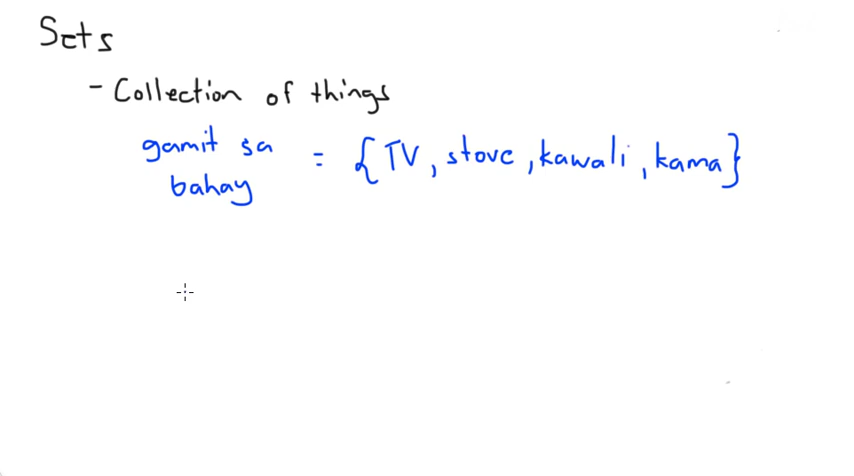 Sets
- Collection of things
gamit sa bahay = {TV, stove, kawali, kama}